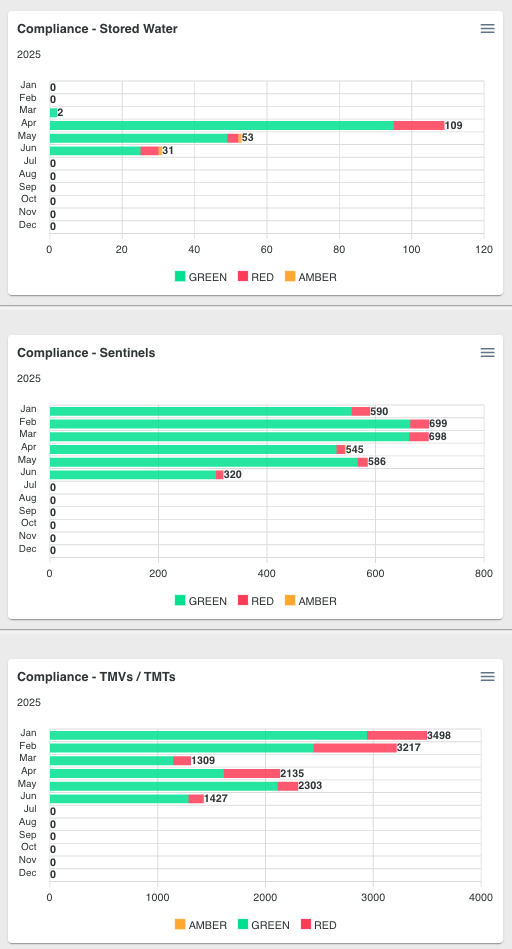 Compliance - Stored Water
2025
Jan 0
Feb 0
Mar 2
Apr 109
May 53
Jun 31
Jul 0
Aug 0
Sep 0
Oct 0
Nov 0
Dec 0
0 20 40 60 80 100 120
GREEN RED AMBER
Compliance - Sentinels
2025
Jan 590
Feb 699
Mar 698
Apr 545
May 586
Jun 320
Jul 0
Aug 0
Sep 0
Oct 0
Nov 0
Dec 0
0 200 400 600 800
GREEN RED AMBER
Compliance - TMVs / TMTs
2025
Jan 3498
Feb 3217
Mar 1309
Apr 2135
May 2303
Jun 1427
Jul 0
Aug 0
Sep 0
Oct 0
Nov 0
Dec 0
0 1000 2000 3000 4000
AMBER GREEN RED